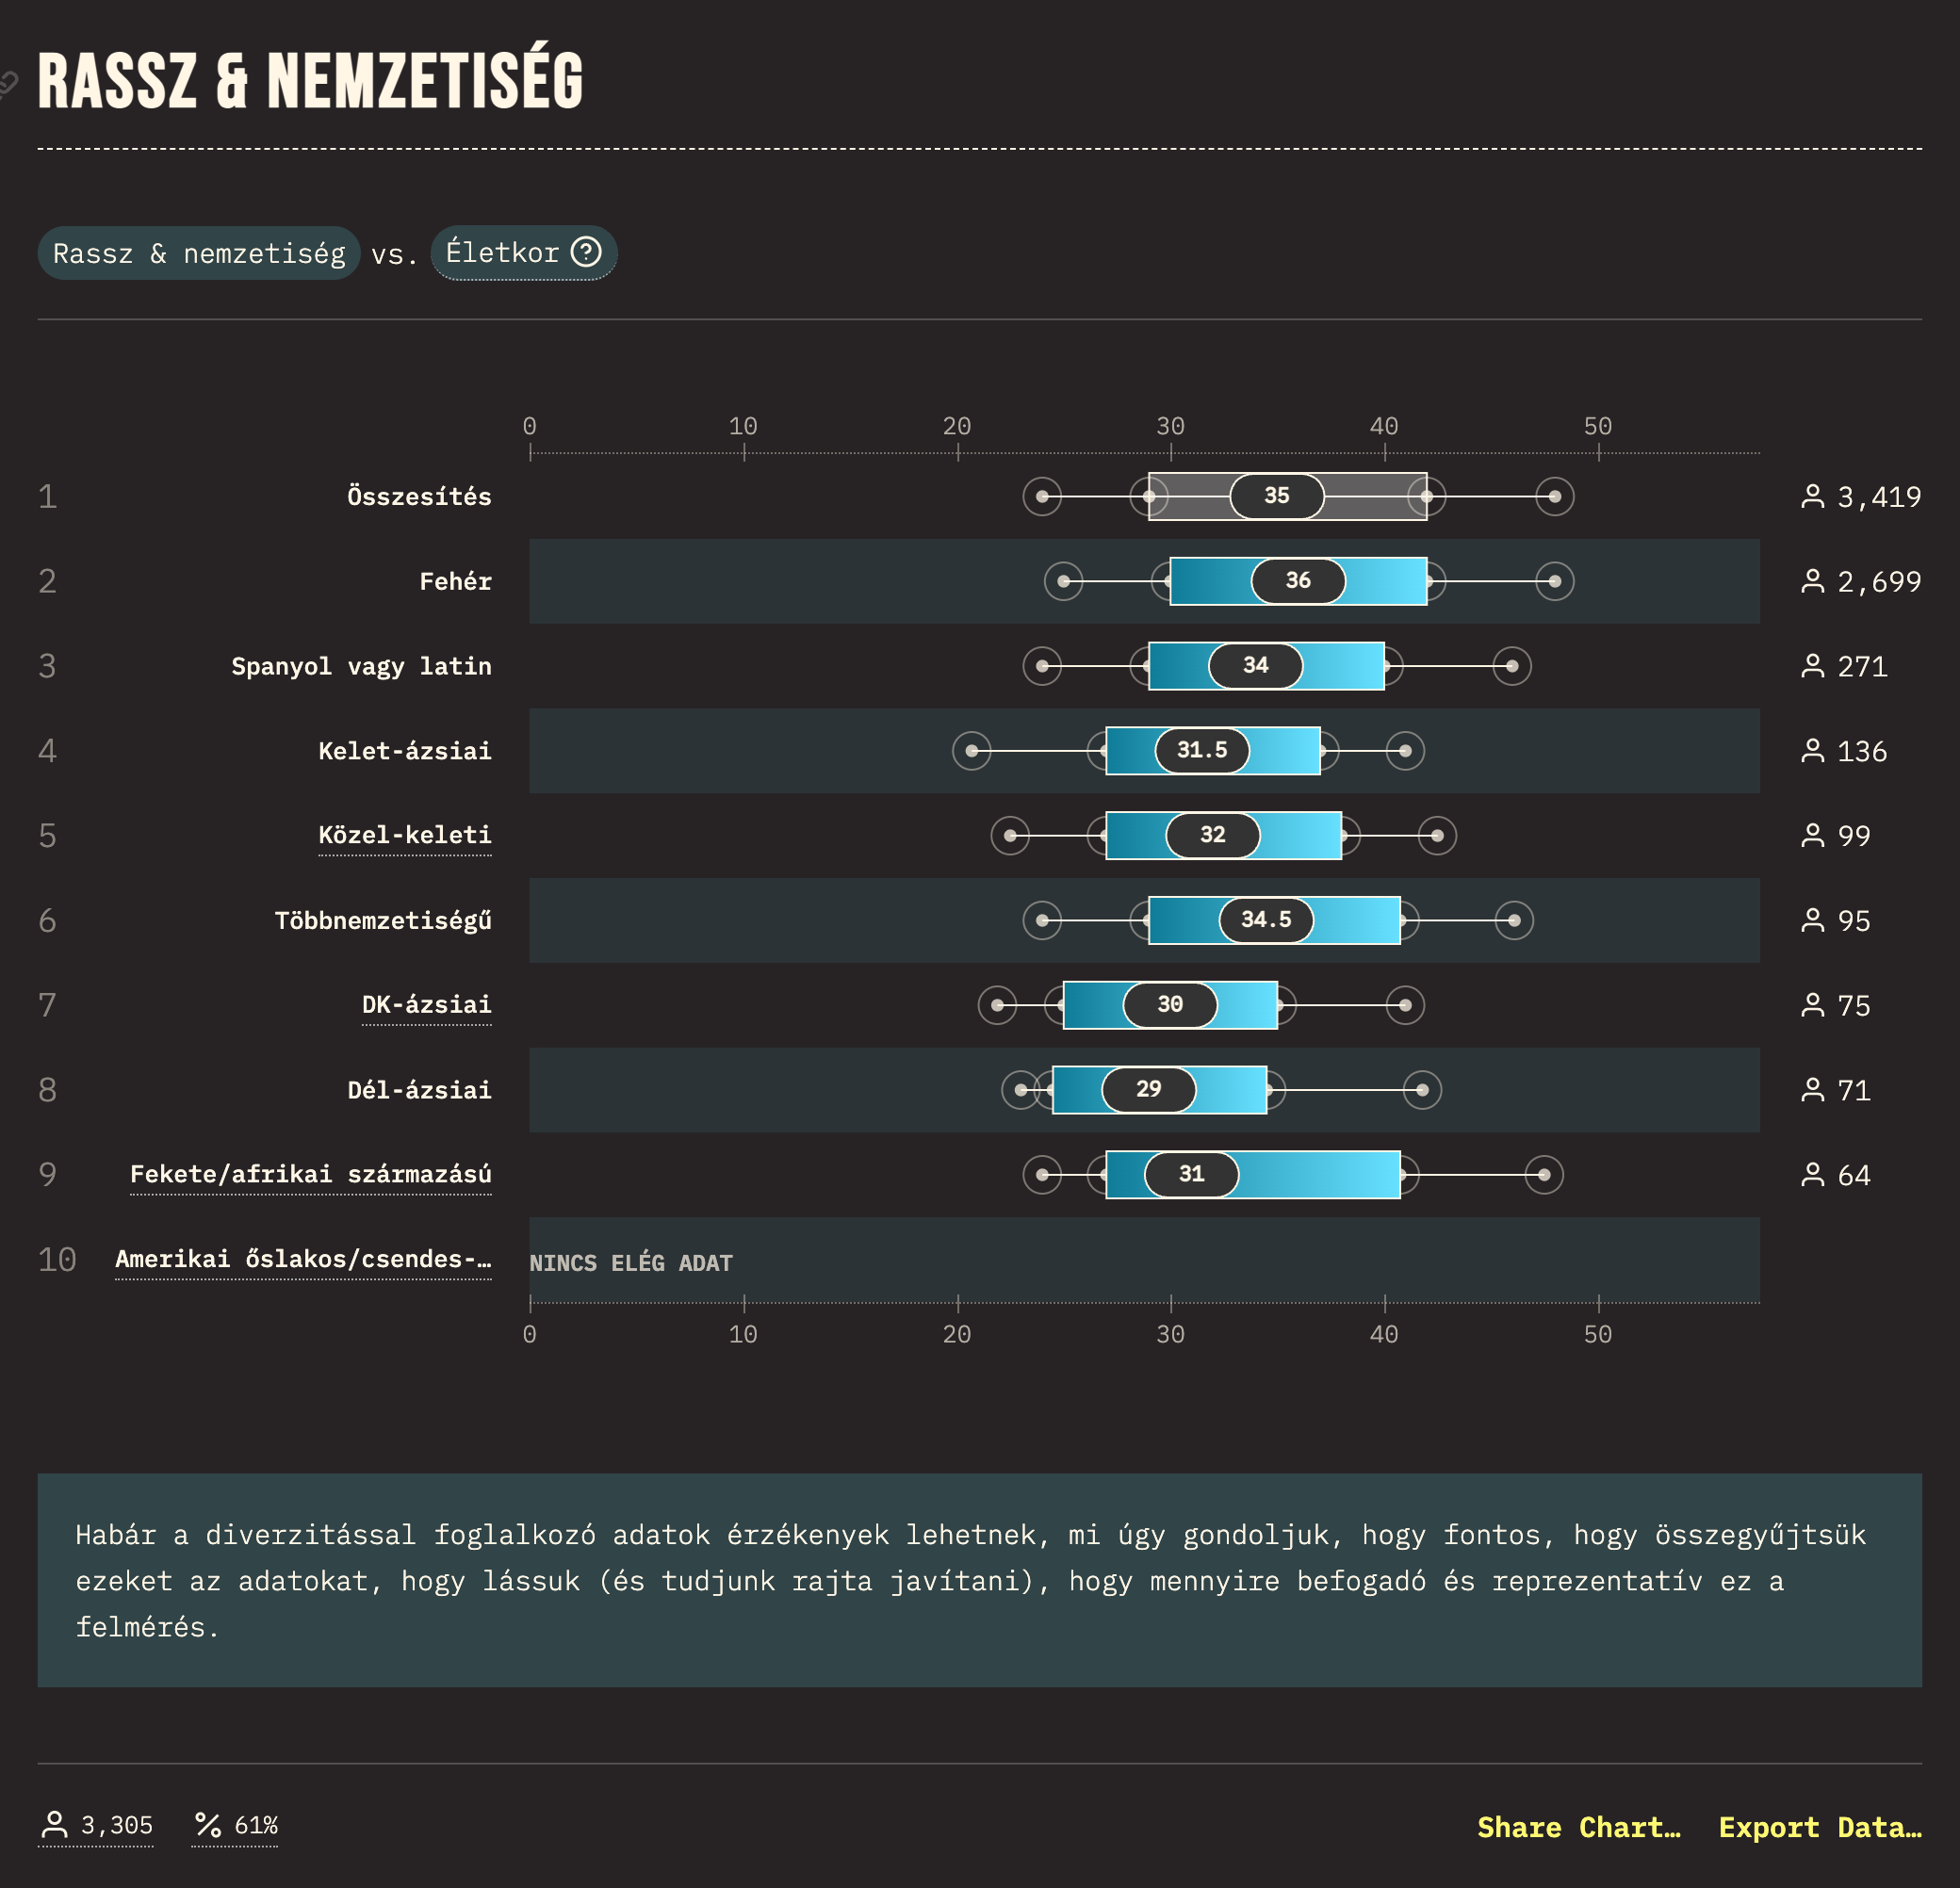 RASSZ & NEMZETISÉG
Rassz & nemzetiség vs. Életkor ?
0 10 20 30 40 50
1 Összesítés 35 3,419
2 Fehér 36 2,699
3 Spanyol vagy latin 34 271
4 Kelet-ázsiai 31.5 136
5 Közel-keleti 32 99
6 Többnemzetiségű 34.5 95
7 DK-ázsiai 30 75
8 Dél-ázsiai 29 71
9 Fekete/afrikai származású 31 64
10 Amerikai őslakos/csendes-… NINCS ELÉG ADAT
0 10 20 30 40 50
Habár a diverzitással foglalkozó adatok érzékenyek lehetnek, mi úgy gondoljuk, hogy fontos, hogy összegyűjtsük
ezeket az adatokat, hogy lássuk (és tudjunk rajta javítani), hogy mennyire befogadó és reprezentatív ez a
felmérés.
3,305 % 61% Share Chart… Export Data…